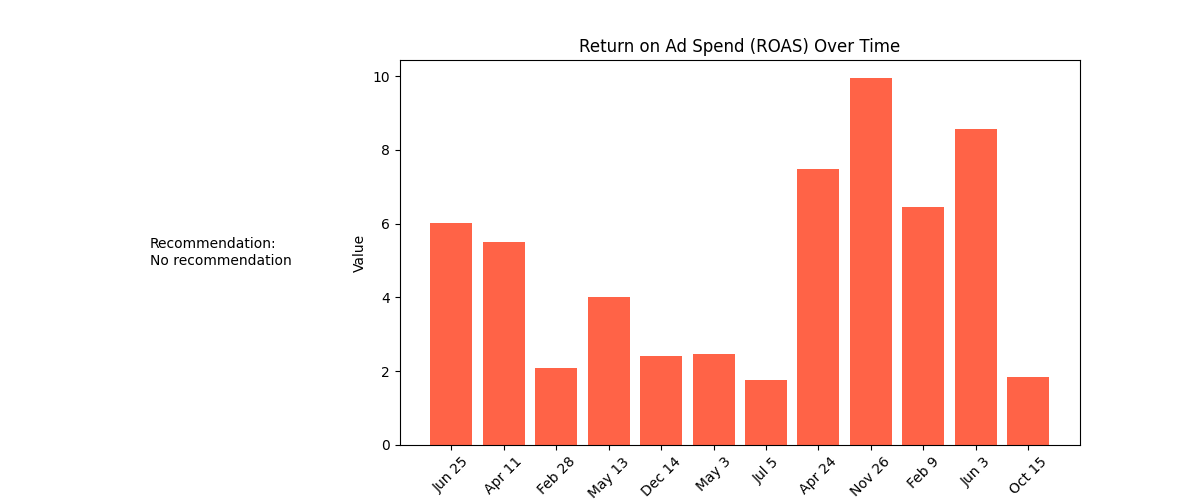 Return on Ad Spend (ROAS) Over Time
Recommendation:
No recommendation
Value
10
8
6
4
2
0
Jun 25
Apr 11
Feb 28
May 13
Dec 14
May 3
Jul 5
Apr 24
Nov 26
Feb 9
Jun 3
Oct 15